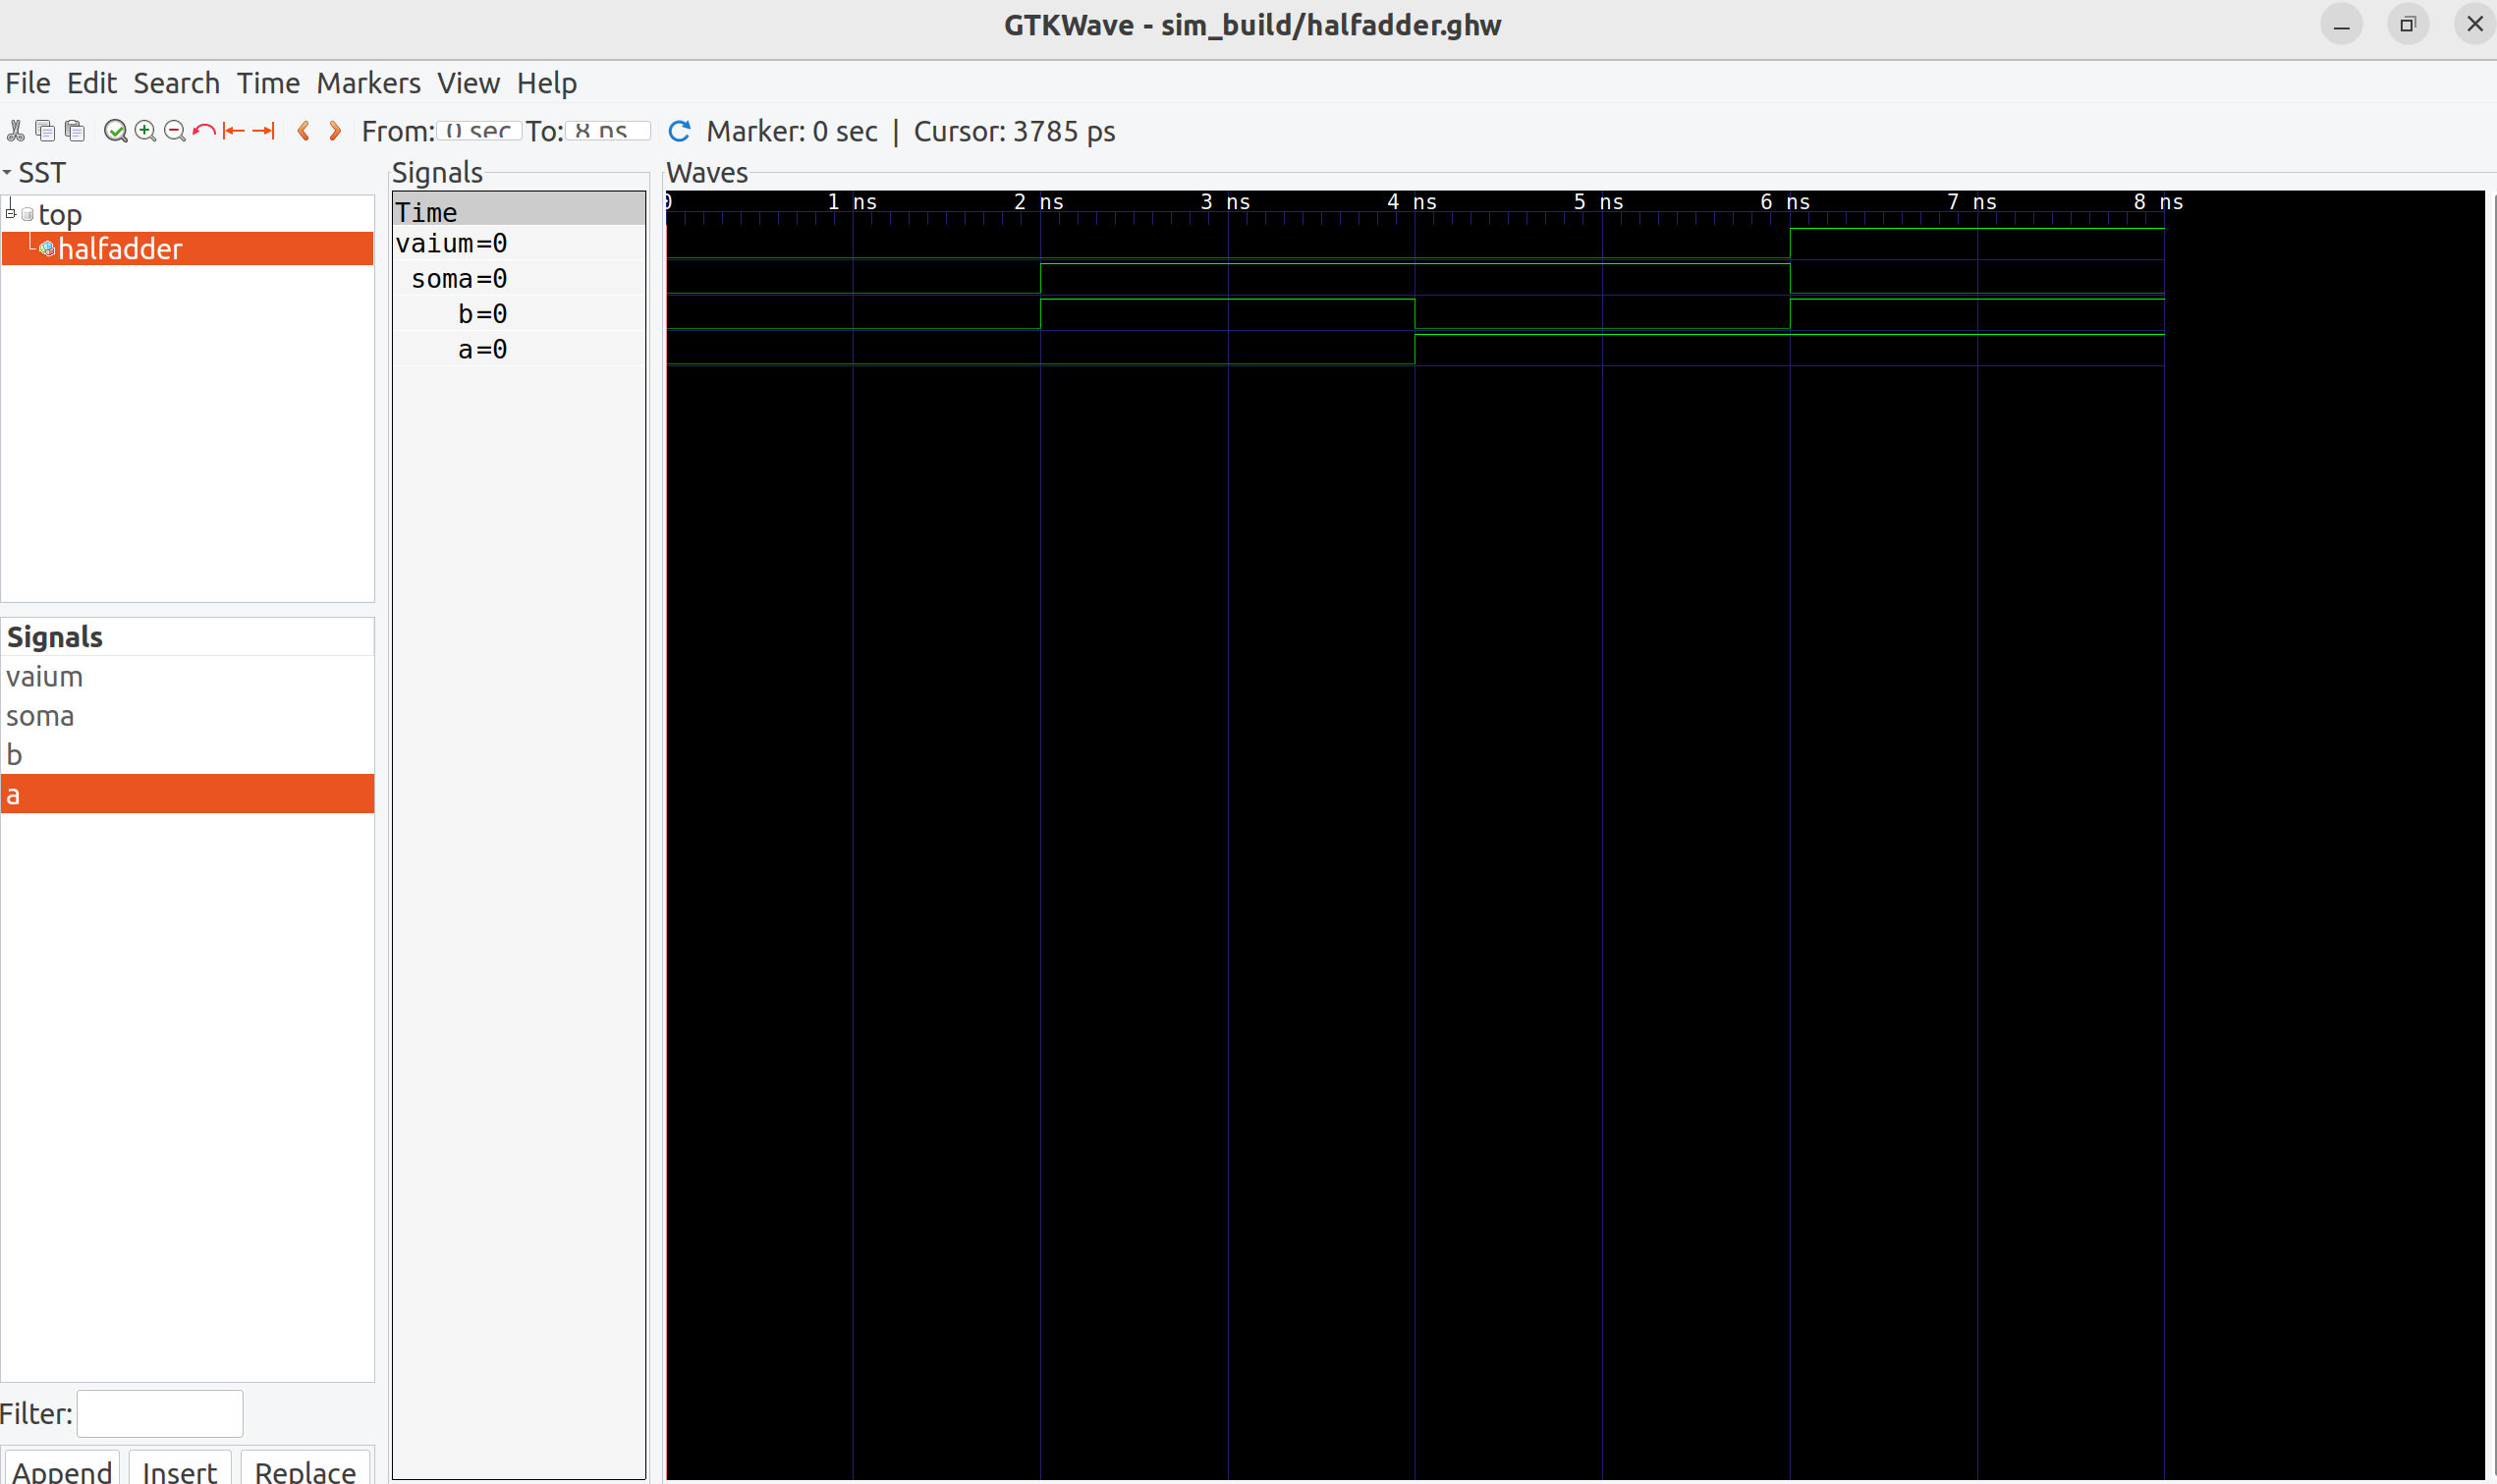 GTKWave - sim_build/halfadder.ghw
File Edit Search Time Markers View Help
From: 0 sec To: 8 ns Marker: 0 sec | Cursor: 3785 ps
SST
top
halfadder
Signals
vaium
soma
b
a
Filter:
Append Insert Replace
Signals
Time
vaium=0
soma=0
b=0
a=0
Waves
0 1 ns 2 ns 3 ns 4 ns 5 ns 6 ns 7 ns 8 ns